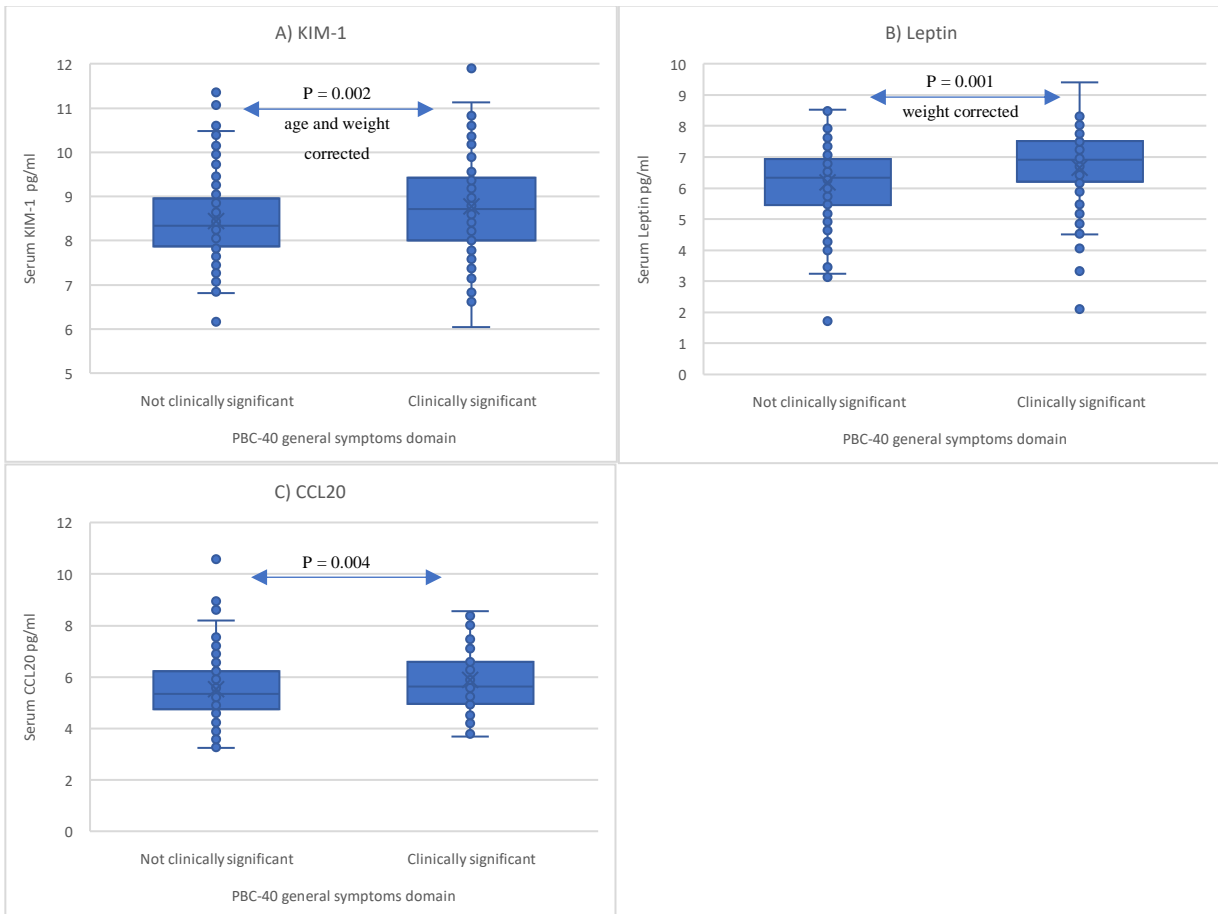 A) KIM-1
12
11
10
9
8
7
6
5
Serum KIM-1 pg/ml
P = 0.002
age and weight
corrected
Not clinically significant
Clinically significant
PBC-40 general symptoms domain
B) Leptin
10
9
8
7
6
5
4
3
2
1
0
Serum Leptin pg/ml
P = 0.001
weight corrected
Not clinically significant
Clinically significant
PBC-40 general symptoms domain
C) CCL20
12
10
8
6
4
2
0
Serum CCL20 pg/ml
P = 0.004
Not clinically significant
Clinically significant
PBC-40 general symptoms domain